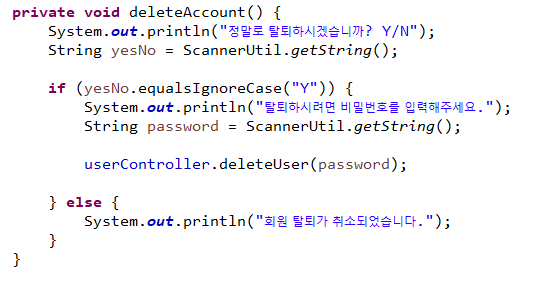 private void deleteAccount() {
System.out.println("정말로 탈퇴하시겠습니까? Y/N");
String yesNo = ScannerUtil.getString();
if (yesNo.equalsIgnoreCase("Y")) {
System.out.println("탈퇴하시려면 비밀번호를 입력해주세요.");
String password = ScannerUtil.getString();
userController.deleteUser(password);
} else {
System.out.println("회원 탈퇴가 취소되었습니다.");
}
}